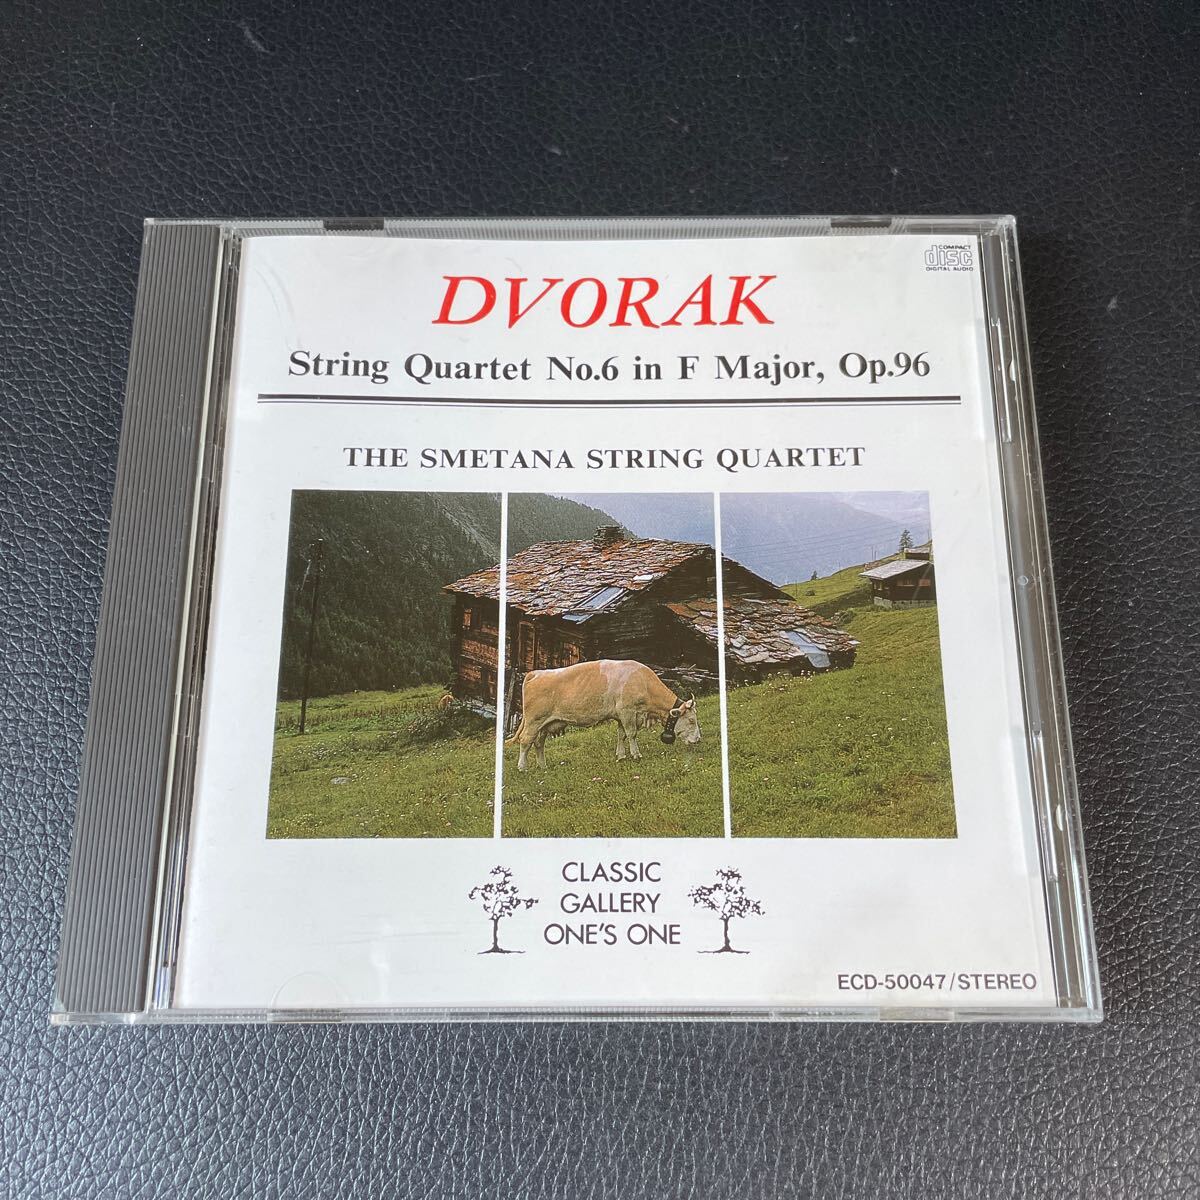 COMPACT
disc
DIGITAL AUDIO
DVORAK
String Quartet No.6 in F Major, Op.96
THE SMETANA STRING QUARTET
CLASSIC
GALLERY
ONE'S ONE
ECD-50047/STEREO